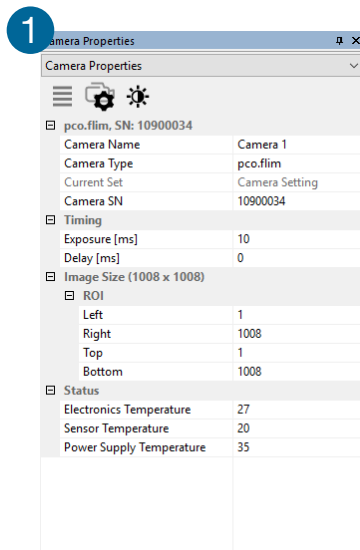 1
Camera Properties
Camera Properties
pco.flim, SN: 10900034
Camera Name Camera 1
Camera Type pco.flim
Current Set Camera Setting
Camera SN 10900034
Timing
Exposure [ms] 10
Delay [ms] 0
Image Size (1008 x 1008)
ROI
Left 1
Right 1008
Top 1
Bottom 1008
Status
Electronics Temperature 27
Sensor Temperature 20
Power Supply Temperature 35